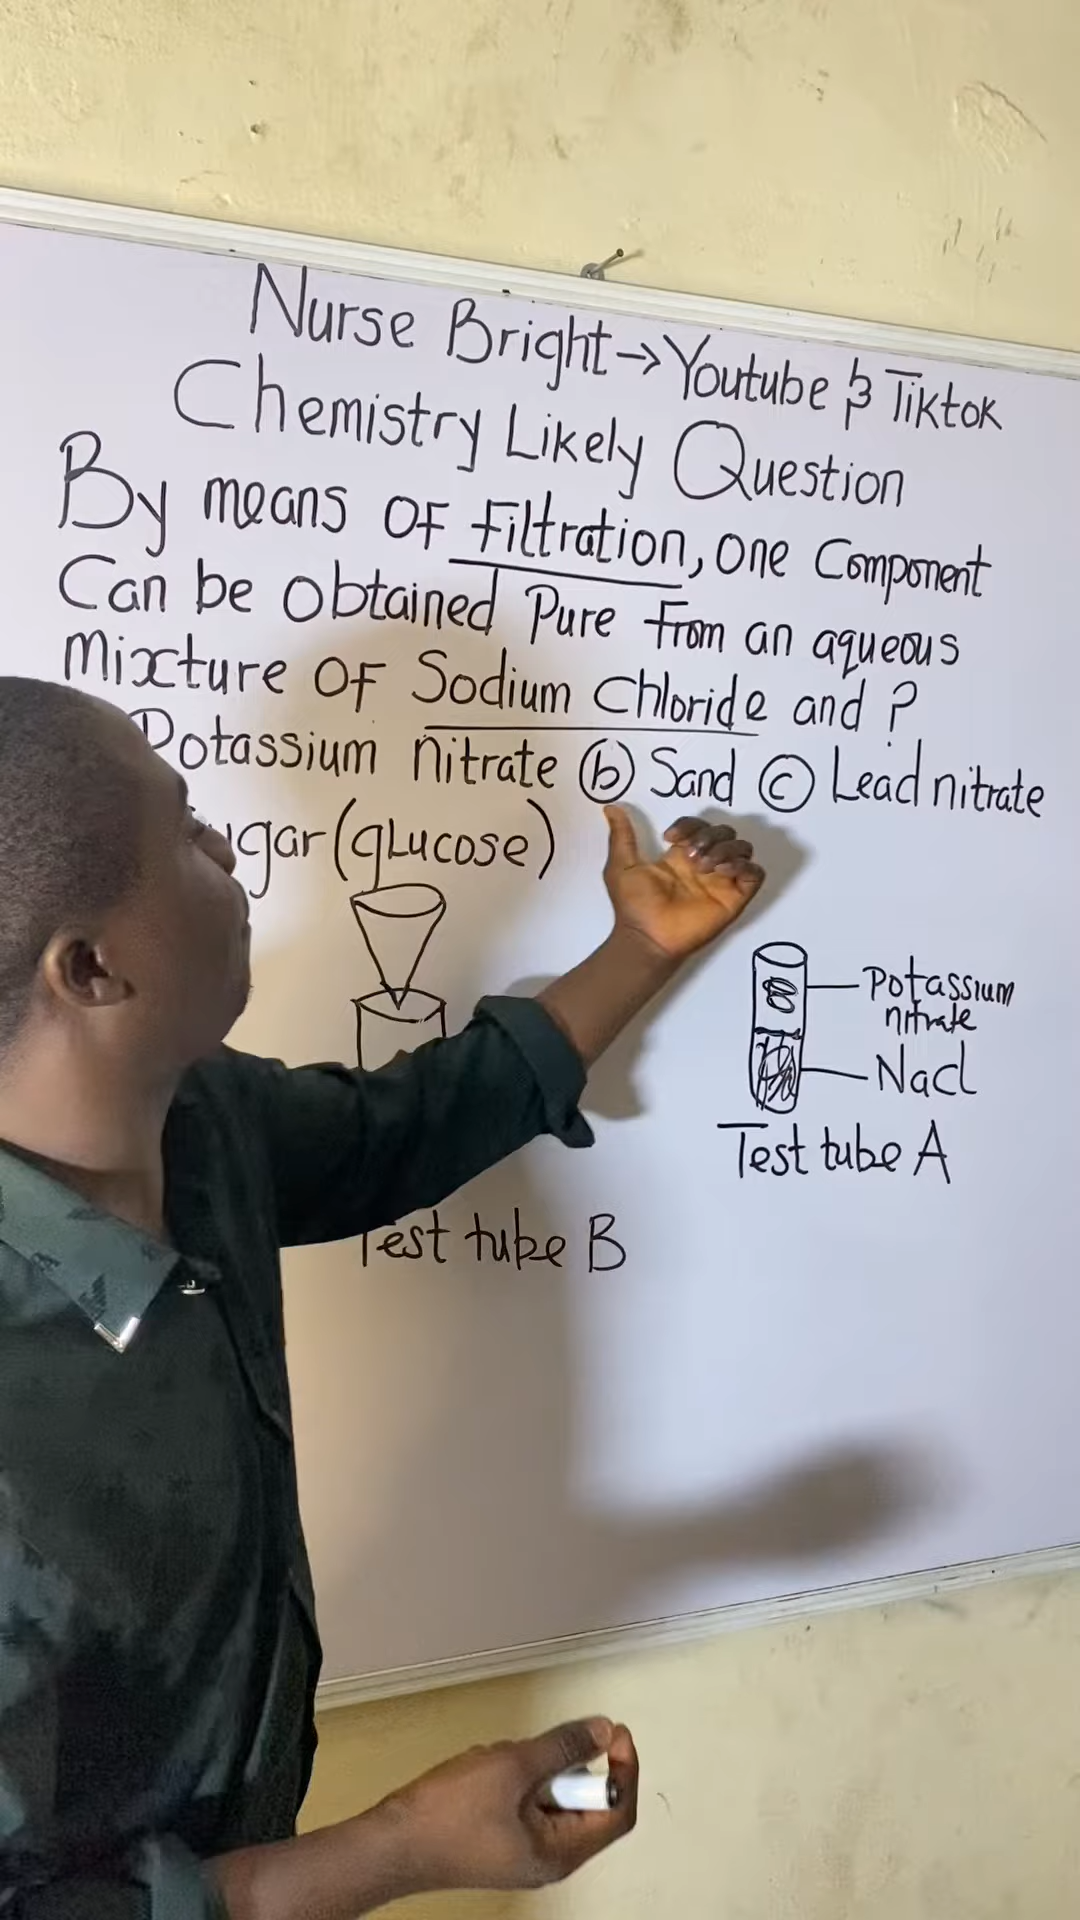 Nurse Bright → Youtube & Tiktok
Chemistry Likely Question
By means OF Filtration, one Component
Can be obtained Pure From an aqueous
Mixture OF Sodium Chloride and ?
Potassium nitrate (b) Sand (c) Lead nitrate
(glucose)
Potassium
nitrate
Nacl
Test tube A
Test tube B